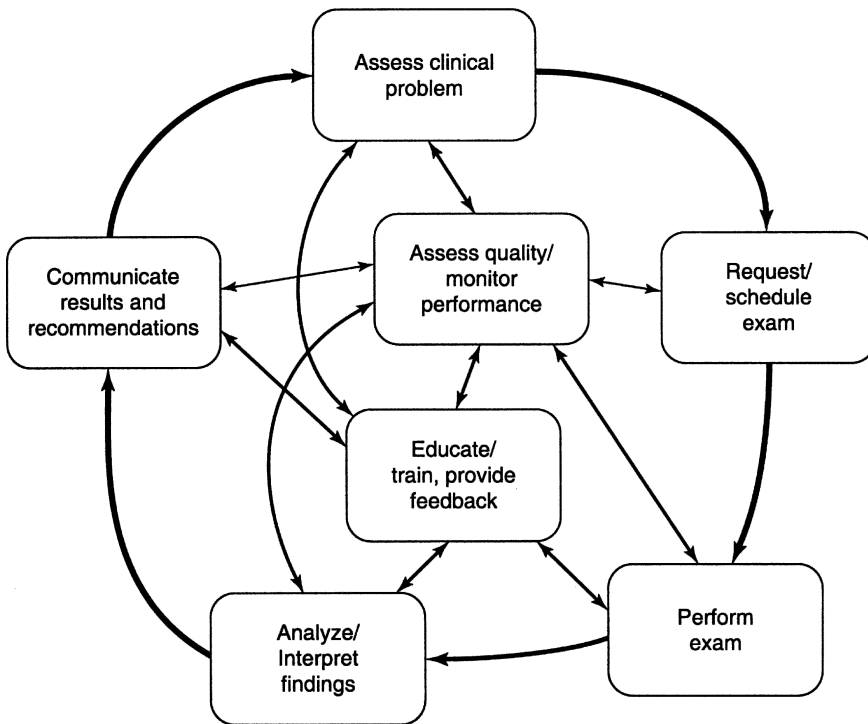 Assess clinical
problem
Assess quality/
monitor
performance
Communicate
results and
recommendations
Request/
schedule
exam
Educate/
train, provide
feedback
Perform
exam
Analyze/
Interpret
findings